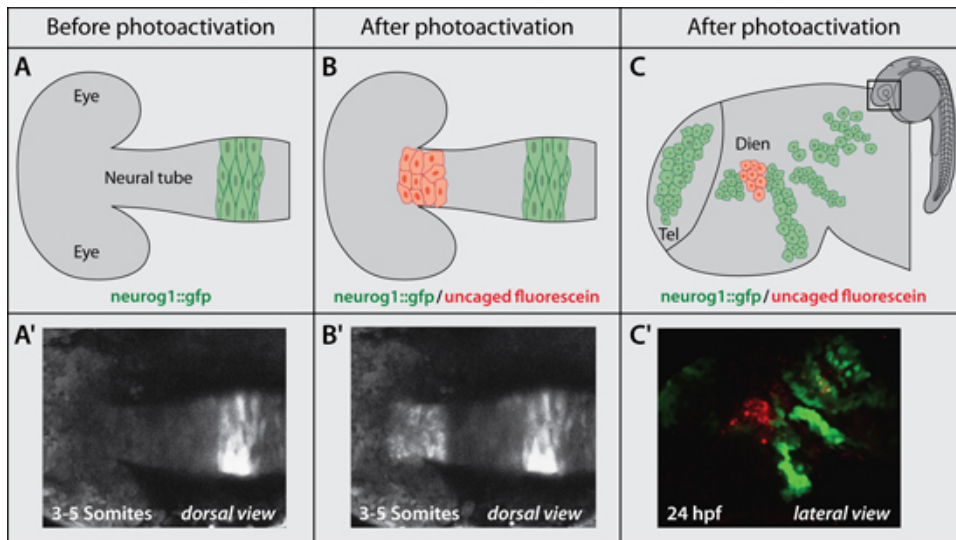 Before photoactivation
After photoactivation
After photoactivation
A
Eye
Neural tube
Eye
neurog1::gfp
B
neurog1::gfp/uncaged fluorescein
C
Dien
Tel
neurog1::gfp/uncaged fluorescein
A'
3-5 Somites dorsal view
B'
3-5 Somites dorsal view
C'
24 hpf lateral view